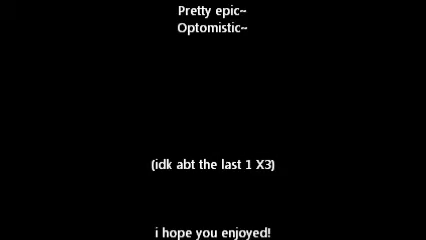 Pretty epic~
Optomistic~
(idk abt the last 1 X3)
i hope you enjoyed!